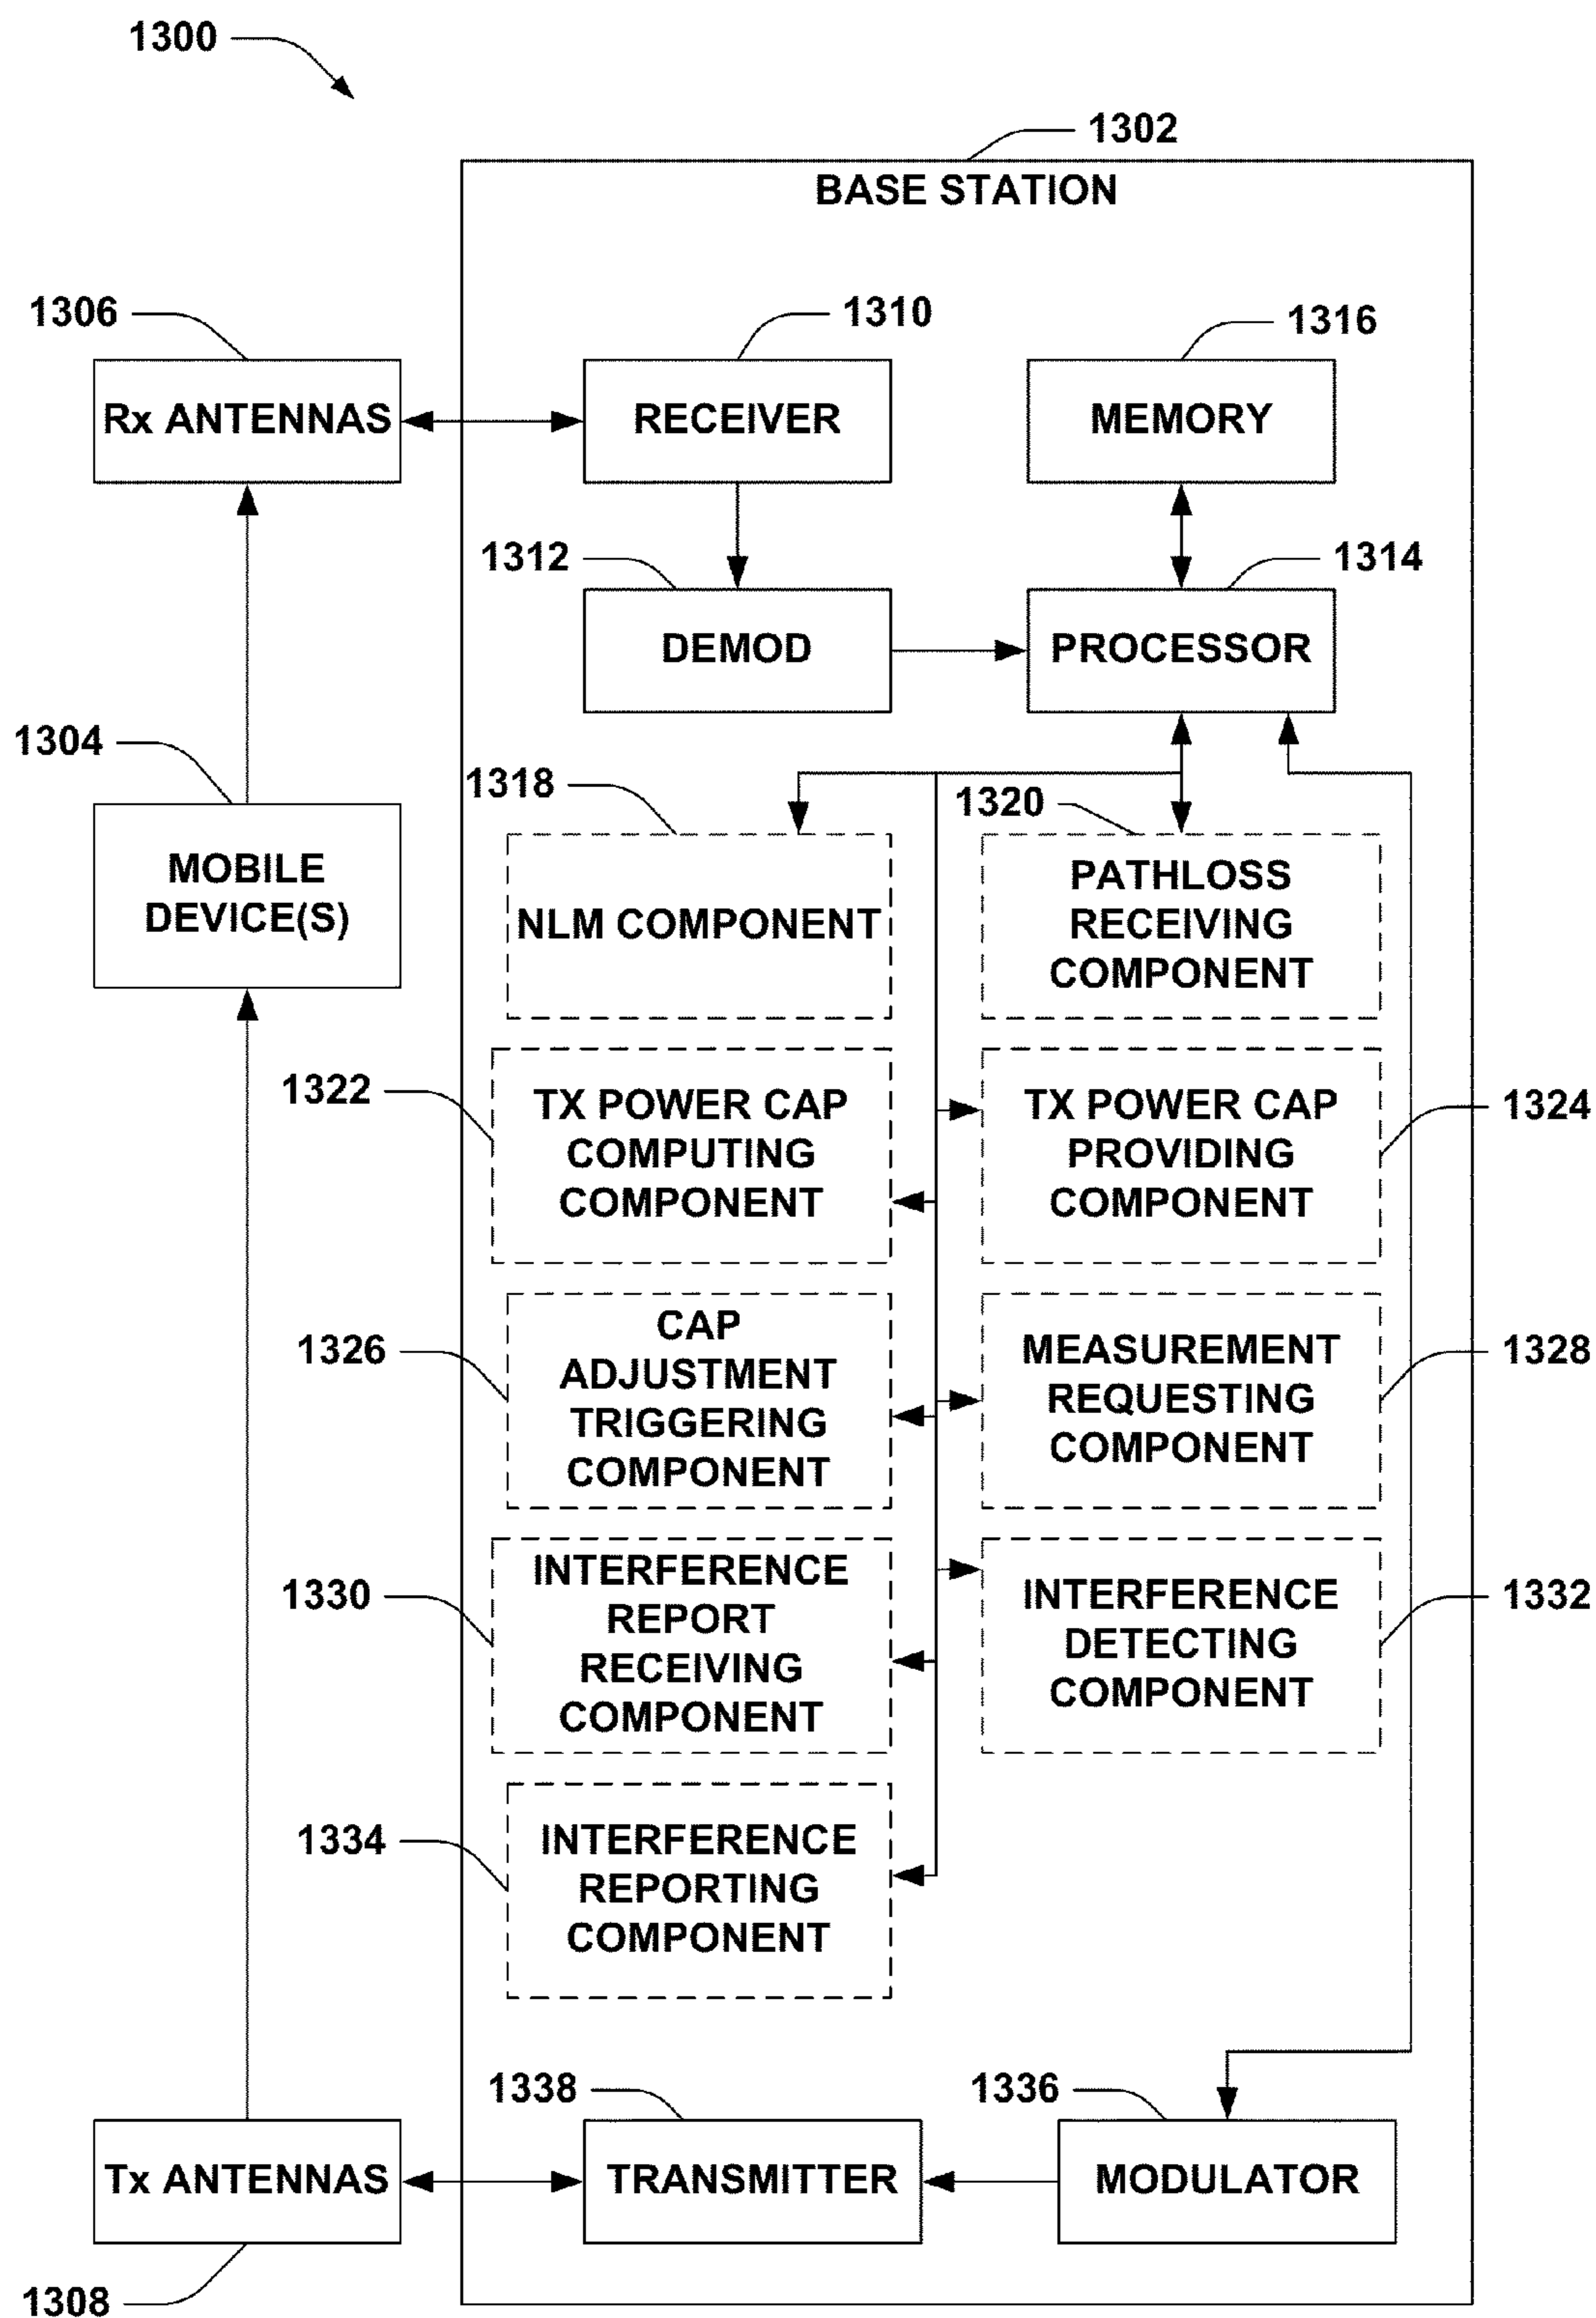 1300
1302
BASE STATION
1306
1310
1316
Rx ANTENNAS
RECEIVER
MEMORY
1312
1314
DEMOD
PROCESSOR
1304
MOBILE
DEVICE(S)
1318
1320
NLM COMPONENT
PATHLOSS
RECEIVING
COMPONENT
1322
TX POWER CAP
COMPUTING
COMPONENT
TX POWER CAP
PROVIDING
COMPONENT
1324
1326
CAP
ADJUSTMENT
TRIGGERING
COMPONENT
MEASUREMENT
REQUESTING
COMPONENT
1328
1330
INTERFERENCE
REPORT
RECEIVING
COMPONENT
INTERFERENCE
DETECTING
COMPONENT
1332
1334
INTERFERENCE
REPORTING
COMPONENT
1338
1336
Tx ANTENNAS
TRANSMITTER
MODULATOR
1308